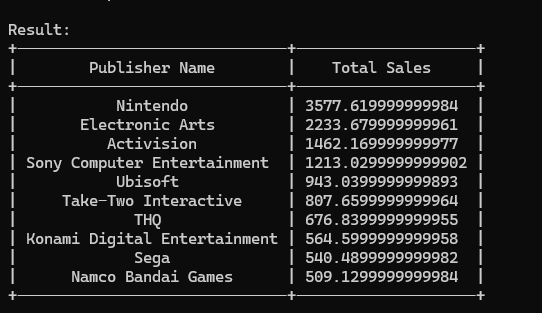 Result:
Publisher Name | Total Sales
Nintendo | 3577.619999999984
Electronic Arts | 2233.679999999961
Activision | 1462.169999999977
Sony Computer Entertainment | 1213.0299999999902
Ubisoft | 943.0399999999893
Take-Two Interactive | 807.6599999999964
THQ | 676.8399999999955
Konami Digital Entertainment | 564.5999999999958
Sega | 540.4899999999982
Namco Bandai Games | 509.1299999999984